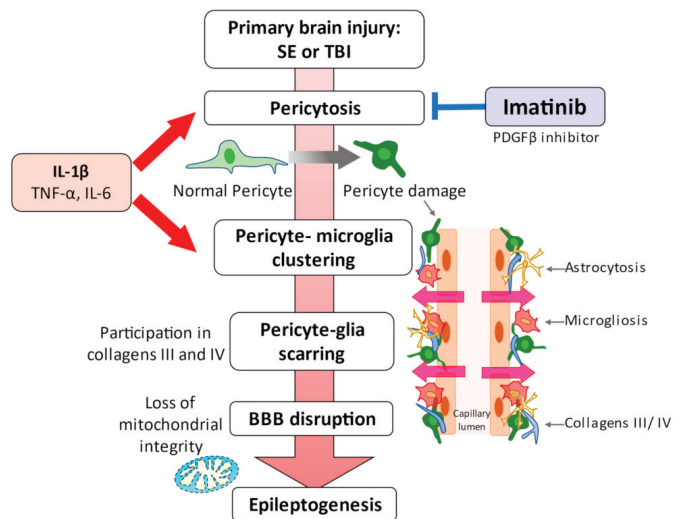 Primary brain injury:
SE or TBI
Pericytosis
Imatinib
PDGFβ inhibitor
IL-1β
TNF-α, IL-6
Normal Pericyte
Pericyte damage
Pericyte- microglia
clustering
Astrocytosis
Microgliosis
Participation in
collagens III and IV
Pericyte-glia
scarring
Loss of
mitochondrial
integrity
BBB disruption
Capillary
lumen
Collagens III/ IV
Epileptogenesis